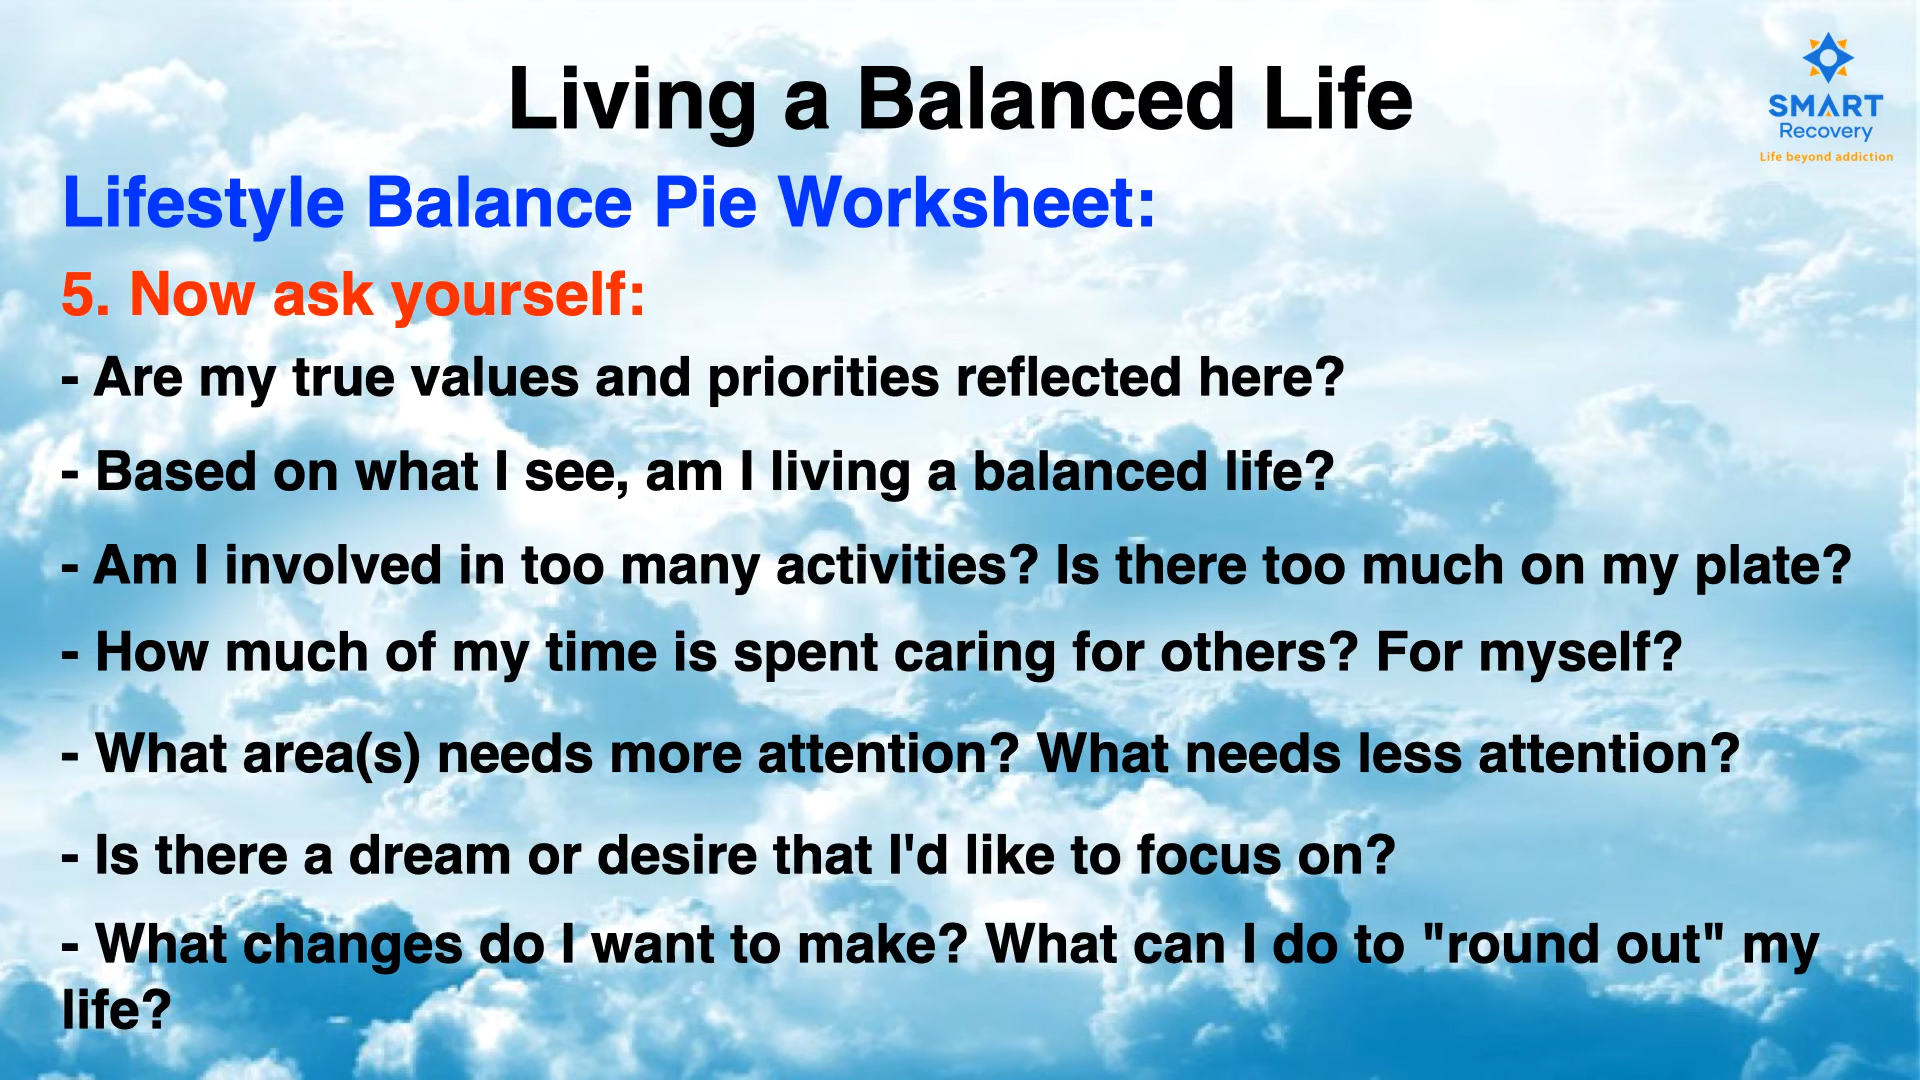 Living a Balanced Life
SMART
Recovery
Life beyond addiction
Lifestyle Balance Pie Worksheet:
5. Now ask yourself:
- Are my true values and priorities reflected here?
- Based on what I see, am I living a balanced life?
- Am I involved in too many activities? Is there too much on my plate?
- How much of my time is spent caring for others? For myself?
- What area(s) needs more attention? What needs less attention?
- Is there a dream or desire that I'd like to focus on?
- What changes do I want to make? What can I do to "round out" my
life?